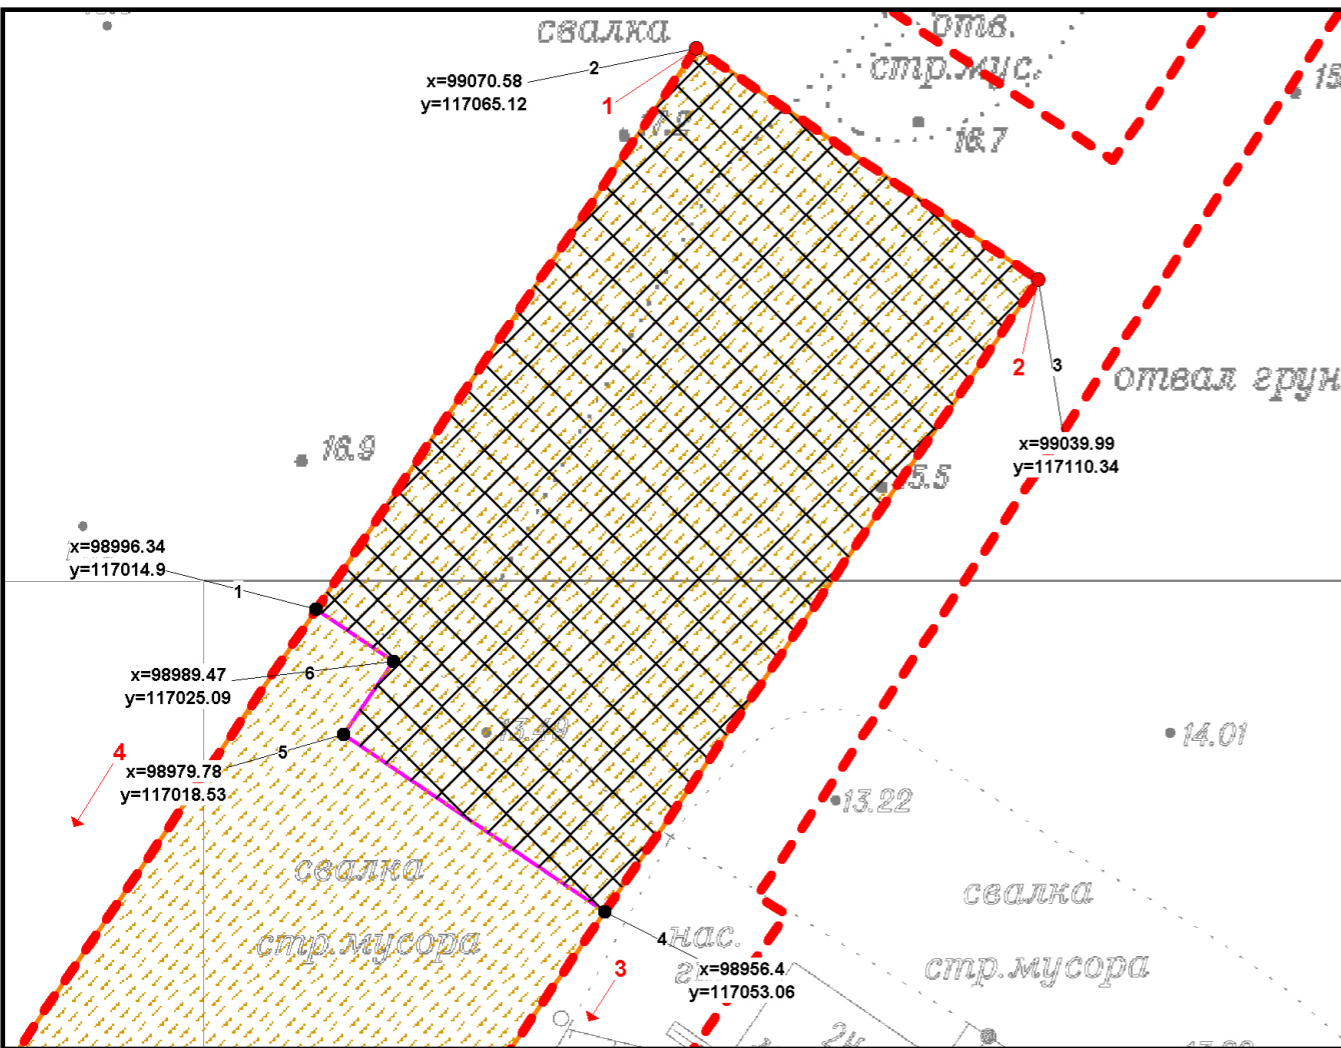 свалка
отв.
стр.мус.
x=99070.58
y=117065.12
2
1
17.2
16.7
15
2
3
отвал грун
x=99039.99
y=117110.34
16.9
15.5
x=98996.34
y=117014.9
1
6
x=98989.47
y=117025.09
5
4
x=98979.78
y=117018.53
13.49
14.01
13.22
свалка
стр.мусора
свалка
стр.мусора
4
нас.
x=98956.4
y=117053.06
3
2н